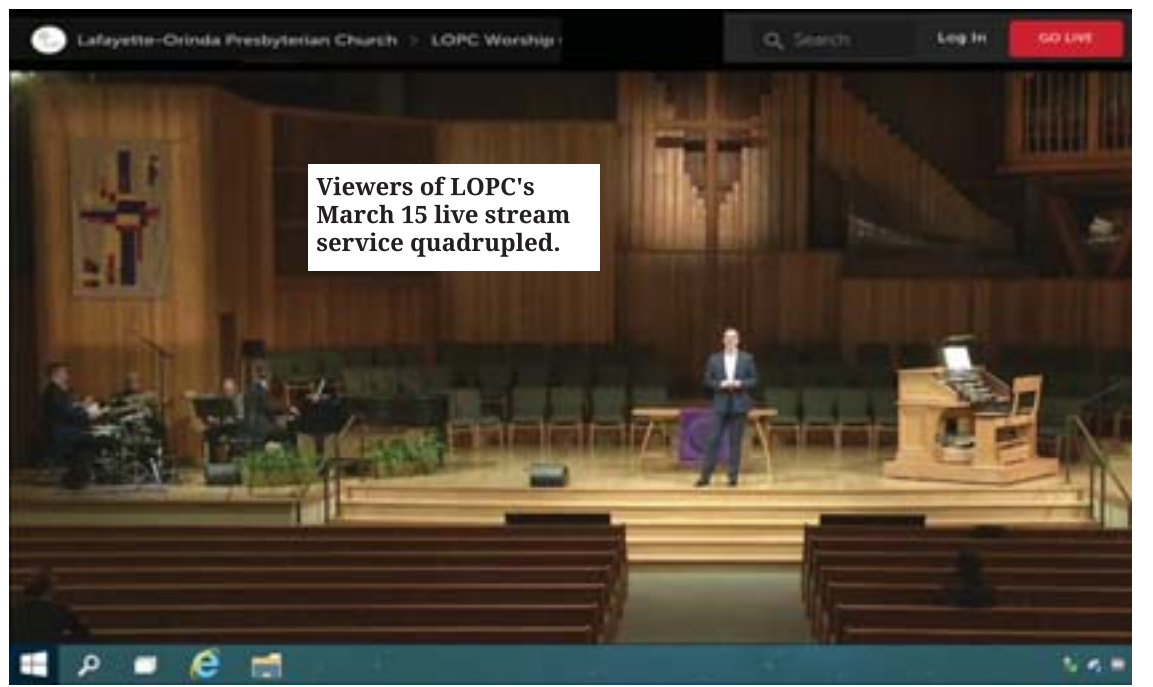 Lafayette-Orinda Presbyterian Church > LOPC Worship
Search
Log In
GO LIVE
Viewers of LOPC's
March 15 live stream
service quadrupled.